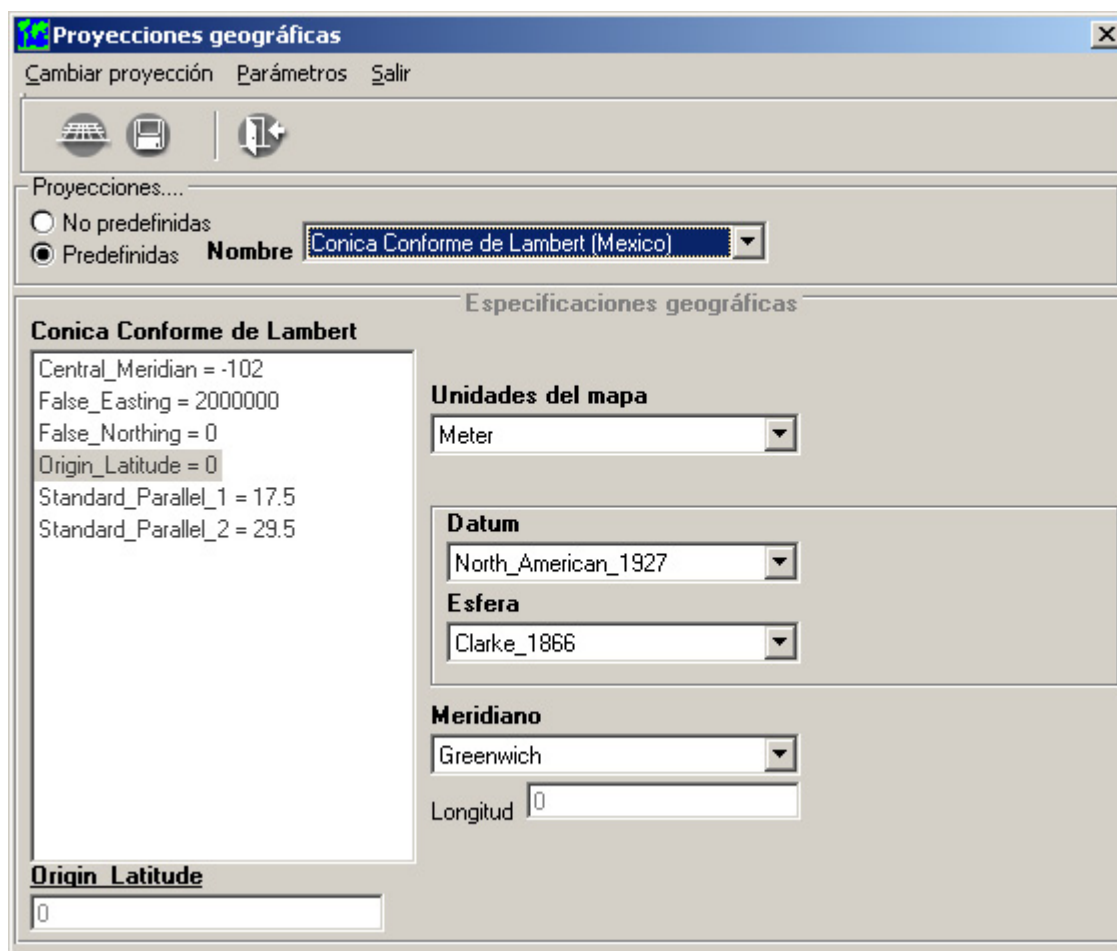 Proyecciones geográficas
Cambiar proyección Parámetros Salir
Proyecciones....
No predefinidas
Predefinidas Nombre Conica Conforme de Lambert (Mexico)
Especificaciones geográficas
Conica Conforme de Lambert
Central_Meridian = -102
False_Easting = 2000000
False_Northing = 0
Origin_Latitude = 0
Standard_Parallel_1 = 17.5
Standard_Parallel_2 = 29.5
Origin_Latitude
0
Unidades del mapa
Meter
Datum
North_American_1927
Esfera
Clarke_1866
Meridiano
Greenwich
Longitud 0